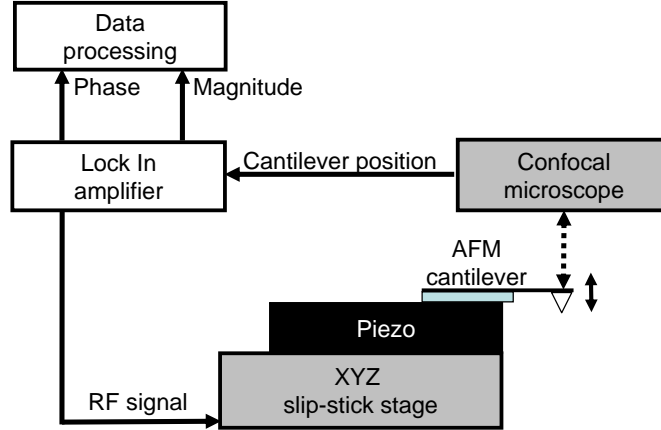 Data
processing
Phase
Magnitude
Lock In
amplifier
Cantilever position
Confocal
microscope
AFM
cantilever
Piezo
XYZ
slip-stick stage
RF signal